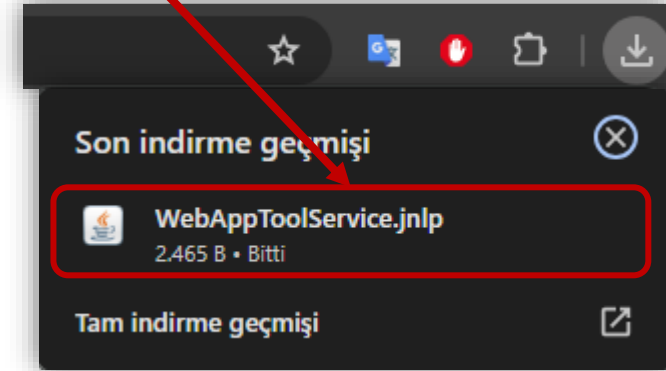 Son indirme geçmişi
WebAppToolService.jnlp
2.465 B • Bitti
Tam indirme geçmişi